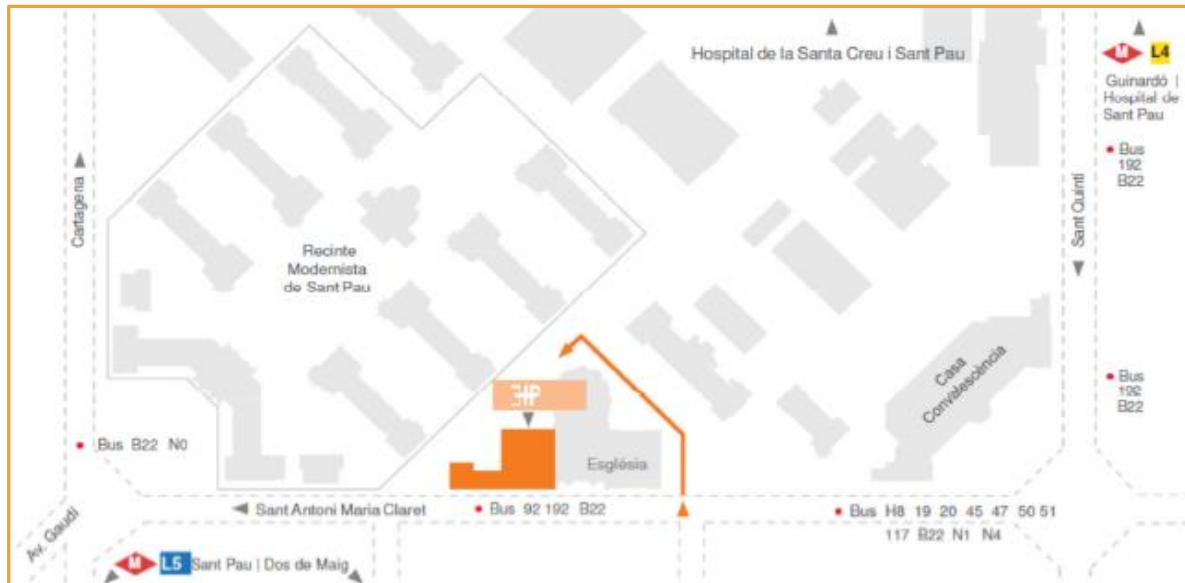 Hospital de la Santa Creu i Sant Pau
M L4
Guinardó |
Hospital de
Sant Pau
Bus
192
B22
Cartagena
Sant Quintí
Recinte
Modernista
de Sant Pau
Casa
Convalescència
Bus
192
B22
Bus B22 N0
Església
Sant Antoni Maria Claret
Bus 92 192 B22
Bus H8 19 20 45 47 50 51
117 B22 N1 N4
Av. Gaudí
M L5 Sant Pau | Dos de Maig